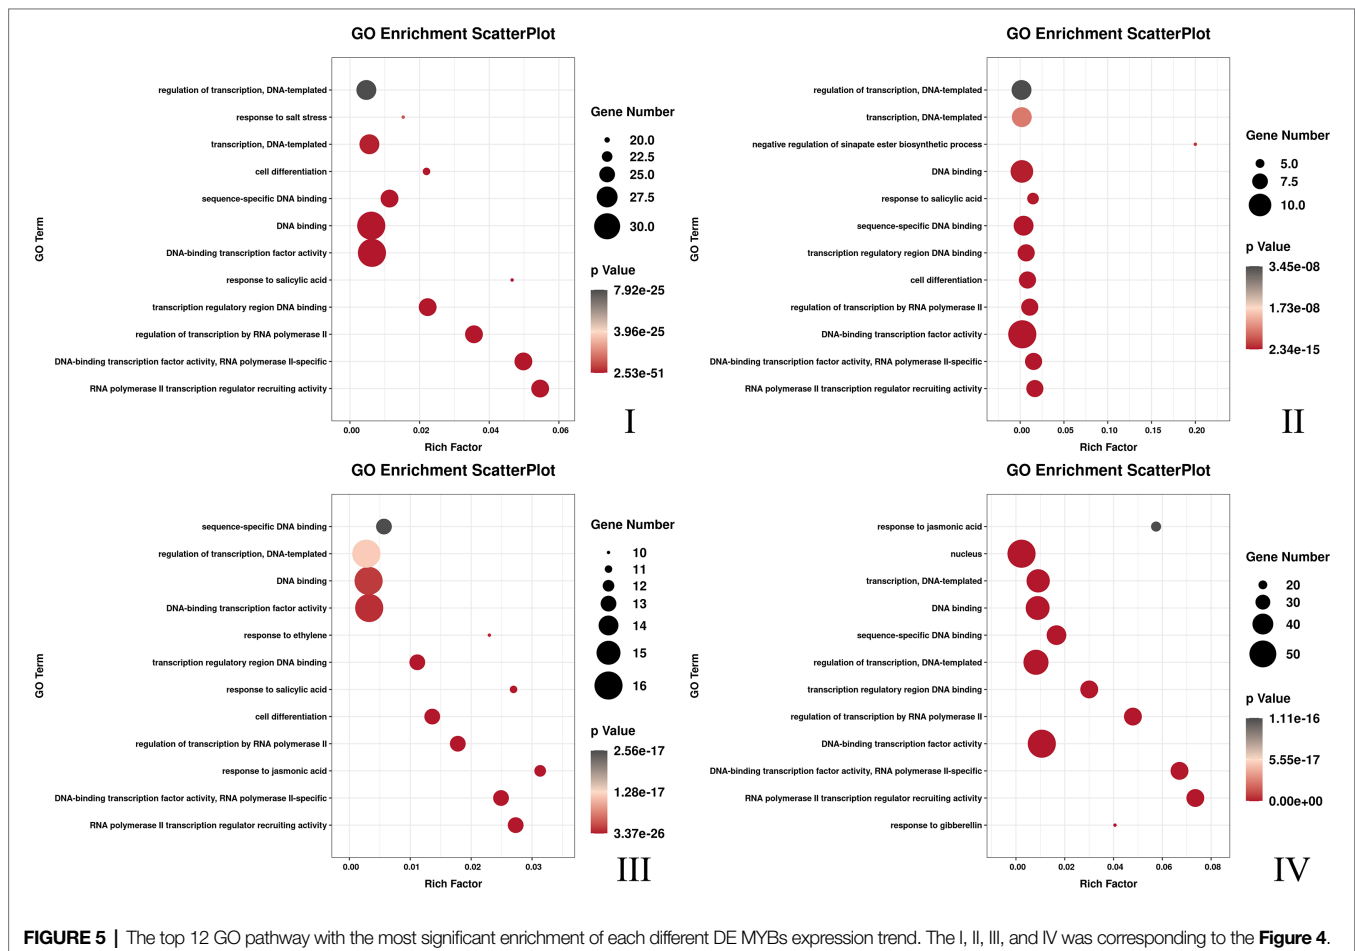 GO Enrichment ScatterPlot
GO Term
regulation of transcription, DNA-templated
response to salt stress
transcription, DNA-templated
cell differentiation
sequence-specific DNA binding
DNA binding
DNA-binding transcription factor activity
response to salicylic acid
transcription regulatory region DNA binding
regulation of transcription by RNA polymerase II
DNA-binding transcription factor activity, RNA polymerase II-specific
RNA polymerase II transcription regulator recruiting activity
0.00 0.02 0.04 0.06
Rich Factor
Gene Number
20.0
22.5
25.0
27.5
30.0
p Value
7.92e-25
3.96e-25
2.53e-51
I
GO Enrichment ScatterPlot
GO Term
regulation of transcription, DNA-templated
transcription, DNA-templated
negative regulation of sinapate ester biosynthetic process
DNA binding
response to salicylic acid
sequence-specific DNA binding
transcription regulatory region DNA binding
cell differentiation
regulation of transcription by RNA polymerase II
DNA-binding transcription factor activity
DNA-binding transcription factor activity, RNA polymerase II-specific
RNA polymerase II transcription regulator recruiting activity
0.00 0.05 0.10 0.15 0.20
Rich Factor
Gene Number
5.0
7.5
10.0
p Value
3.45e-08
1.73e-08
2.34e-15
II
GO Enrichment ScatterPlot
GO Term
sequence-specific DNA binding
regulation of transcription, DNA-templated
DNA binding
DNA-binding transcription factor activity
response to ethylene
transcription regulatory region DNA binding
response to salicylic acid
cell differentiation
regulation of transcription by RNA polymerase II
response to jasmonic acid
DNA-binding transcription factor activity, RNA polymerase II-specific
RNA polymerase II transcription regulator recruiting activity
0.00 0.01 0.02 0.03
Rich Factor
Gene Number
10
11
12
13
14
15
16
p Value
2.56e-17
1.28e-17
3.37e-26
III
GO Enrichment ScatterPlot
GO Term
response to jasmonic acid
nucleus
transcription, DNA-templated
DNA binding
sequence-specific DNA binding
regulation of transcription, DNA-templated
transcription regulatory region DNA binding
regulation of transcription by RNA polymerase II
DNA-binding transcription factor activity
DNA-binding transcription factor activity, RNA polymerase II-specific
RNA polymerase II transcription regulator recruiting activity
response to gibberellin
0.00 0.02 0.04 0.06 0.08
Rich Factor
Gene Number
20
30
40
50
p Value
1.11e-16
5.55e-17
0.00e+00
IV
FIGURE 5 | The top 12 GO pathway with the most significant enrichment of each different DE MYBs expression trend. The I, II, III, and IV was corresponding to the Figure 4.